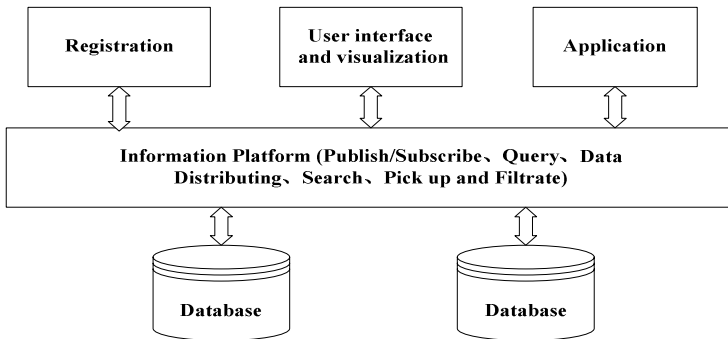 Registration
User interface
and visualization
Application
Information Platform (Publish/Subscribe、Query、Data
Distributing、Search、Pick up and Filtrate)
Database
Database